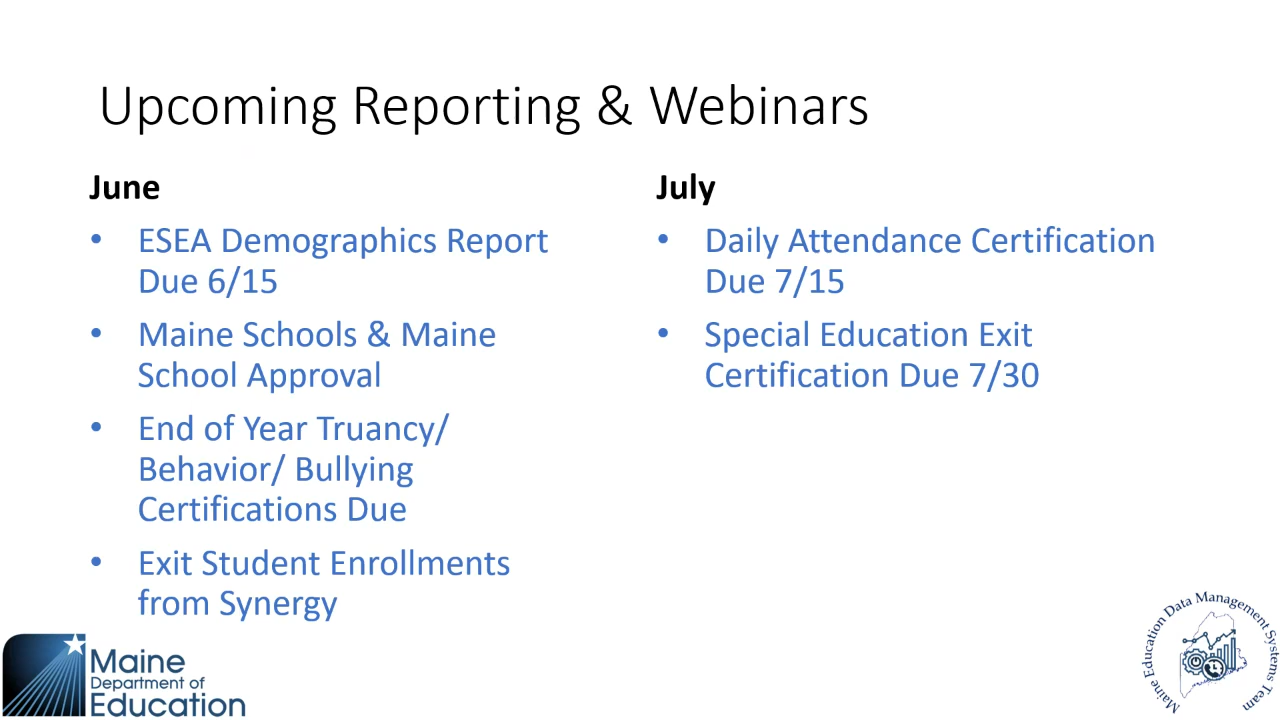 Upcoming Reporting & Webinars
June
• ESEA Demographics Report
Due 6/15
• Maine Schools & Maine
School Approval
• End of Year Truancy/
Behavior/ Bullying
Certifications Due
• Exit Student Enrollments
from Synergy
July
• Daily Attendance Certification
Due 7/15
• Special Education Exit
Certification Due 7/30
Maine
Department of
Education
Maine Education Data Management Systems Team